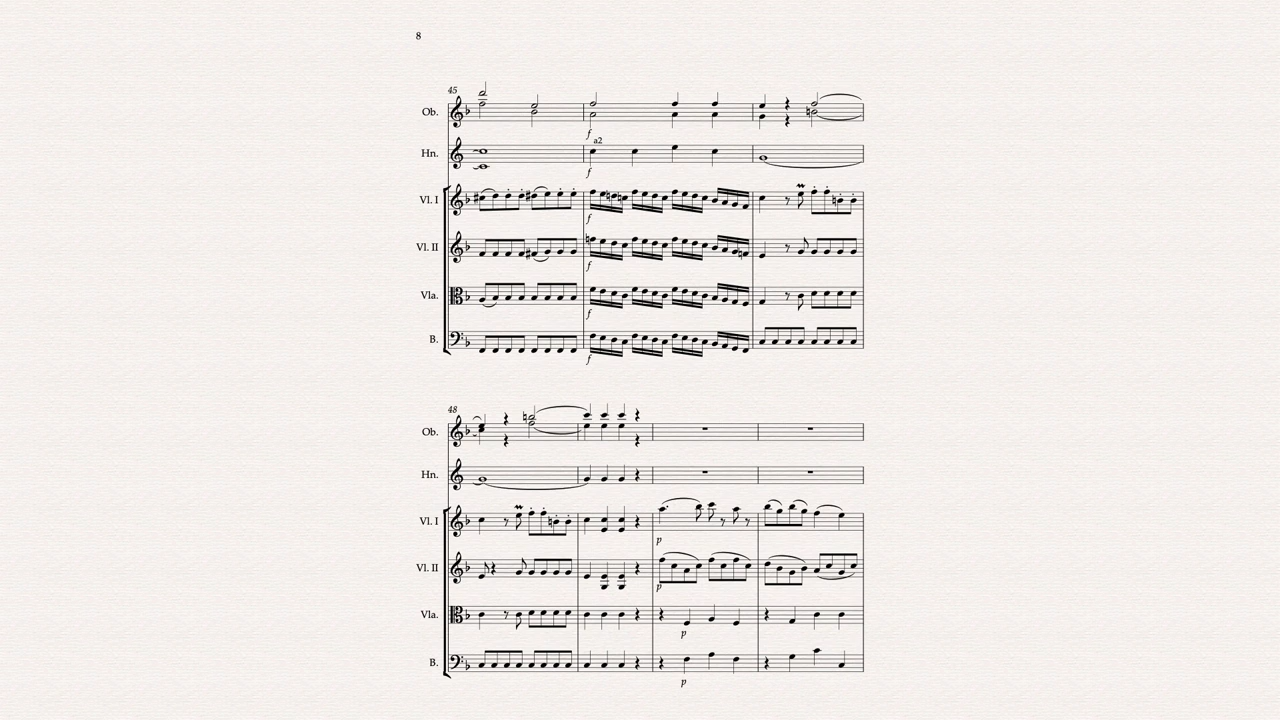 8
45
Ob.
f
a2
Hn.
f
Vl. I
f
Vl. II
f
Vla.
f
B.
f
48
Ob.
Hn.
Vl. I
p
Vl. II
p
Vla.
p
B.
p